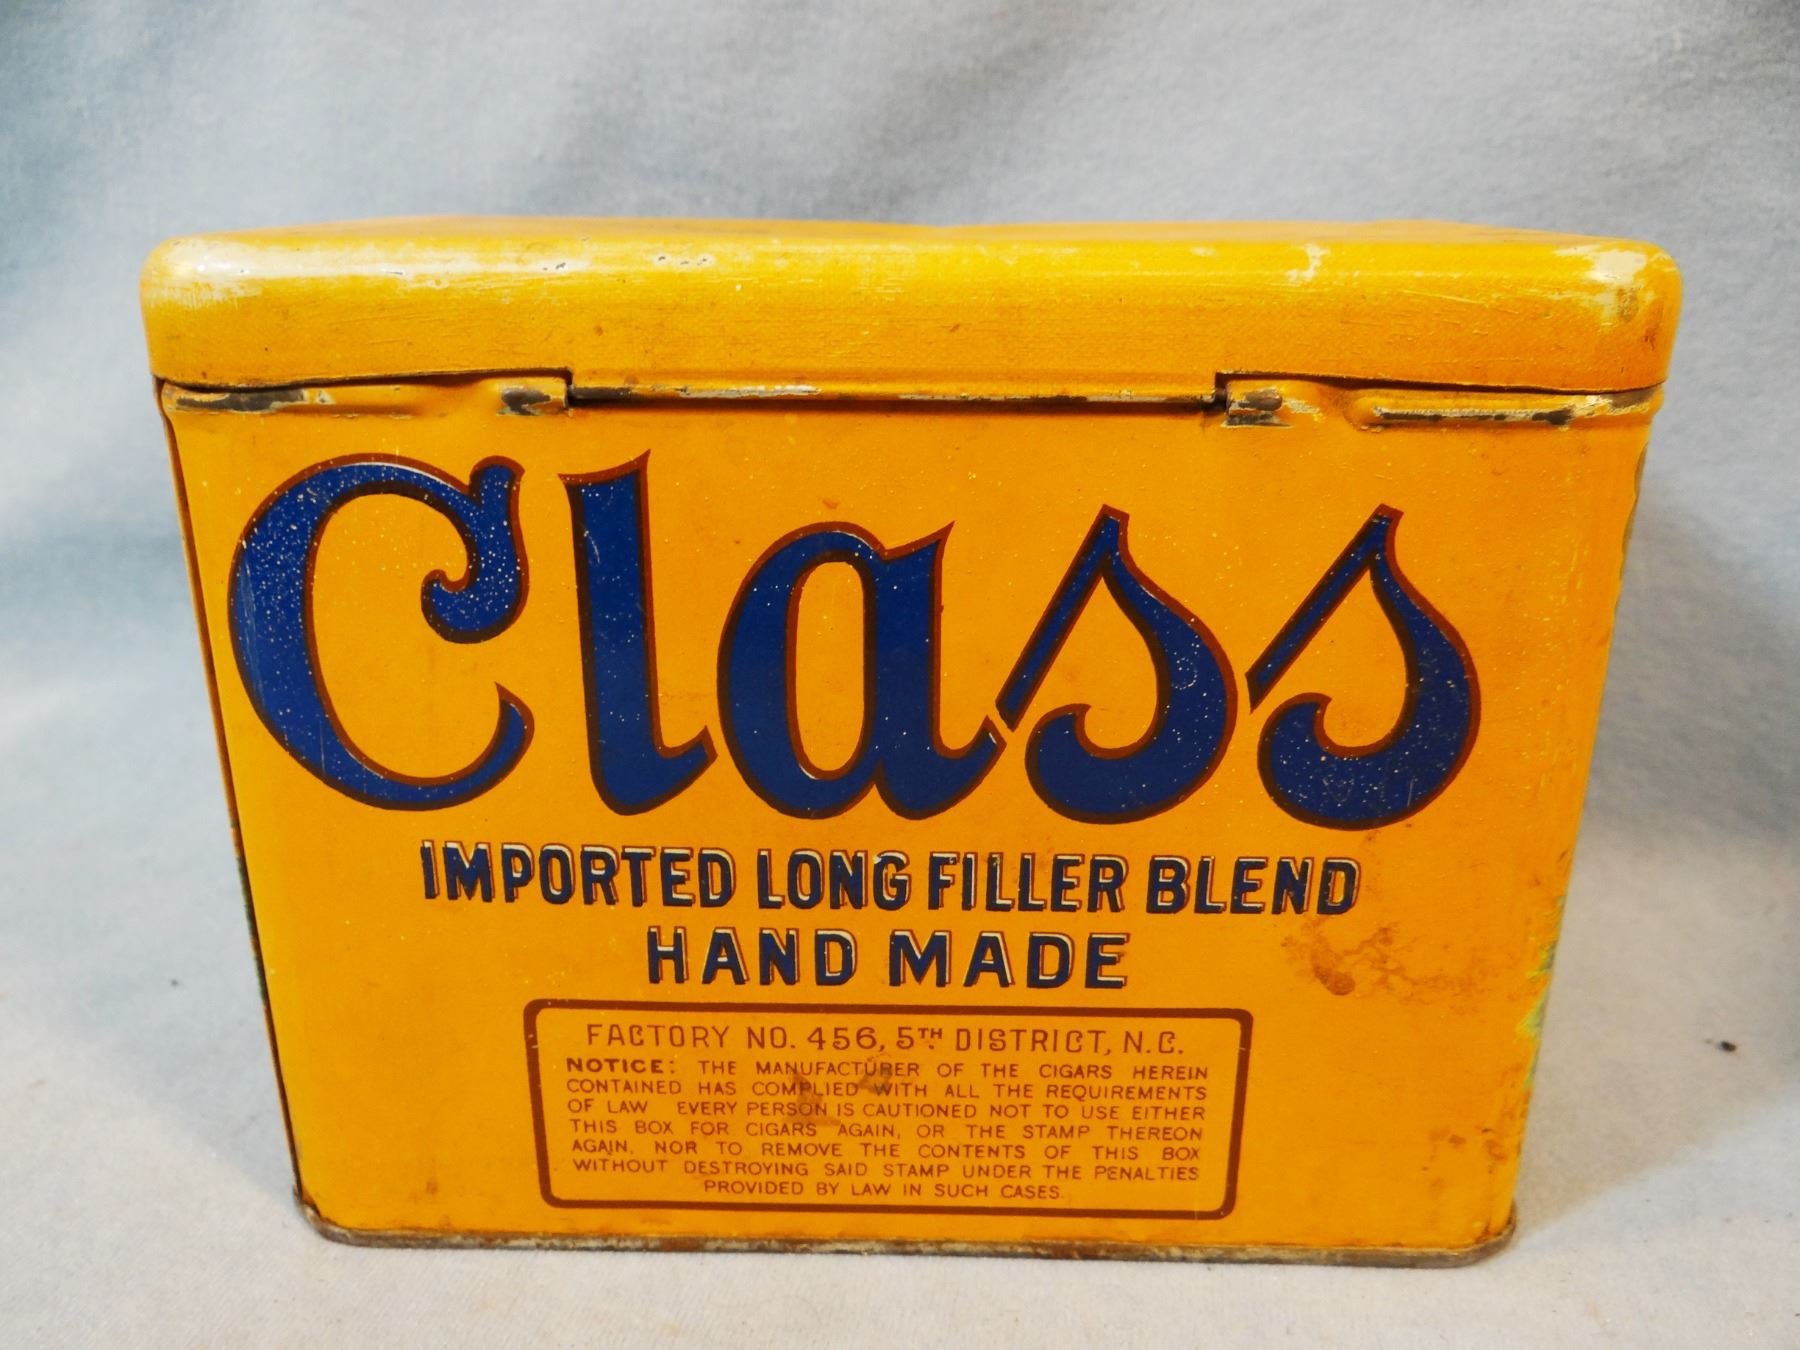 Class
IMPORTED LONG FILLER BLEND
HAND MADE
FACTORY NO. 456, 5TH DISTRICT, N.C.
NOTICE: THE MANUFACTURER OF THE CIGARS HEREIN
CONTAINED HAS COMPLIED WITH ALL THE REQUIREMENTS
OF LAW EVERY PERSON IS CAUTIONED NOT TO USE EITHER
THIS BOX FOR CIGARS AGAIN, OR THE STAMP THEREON
AGAIN, NOR TO REMOVE THE CONTENTS OF THIS BOX
WITHOUT DESTROYING SAID STAMP UNDER THE PENALTIES
PROVIDED BY LAW IN SUCH CASES.